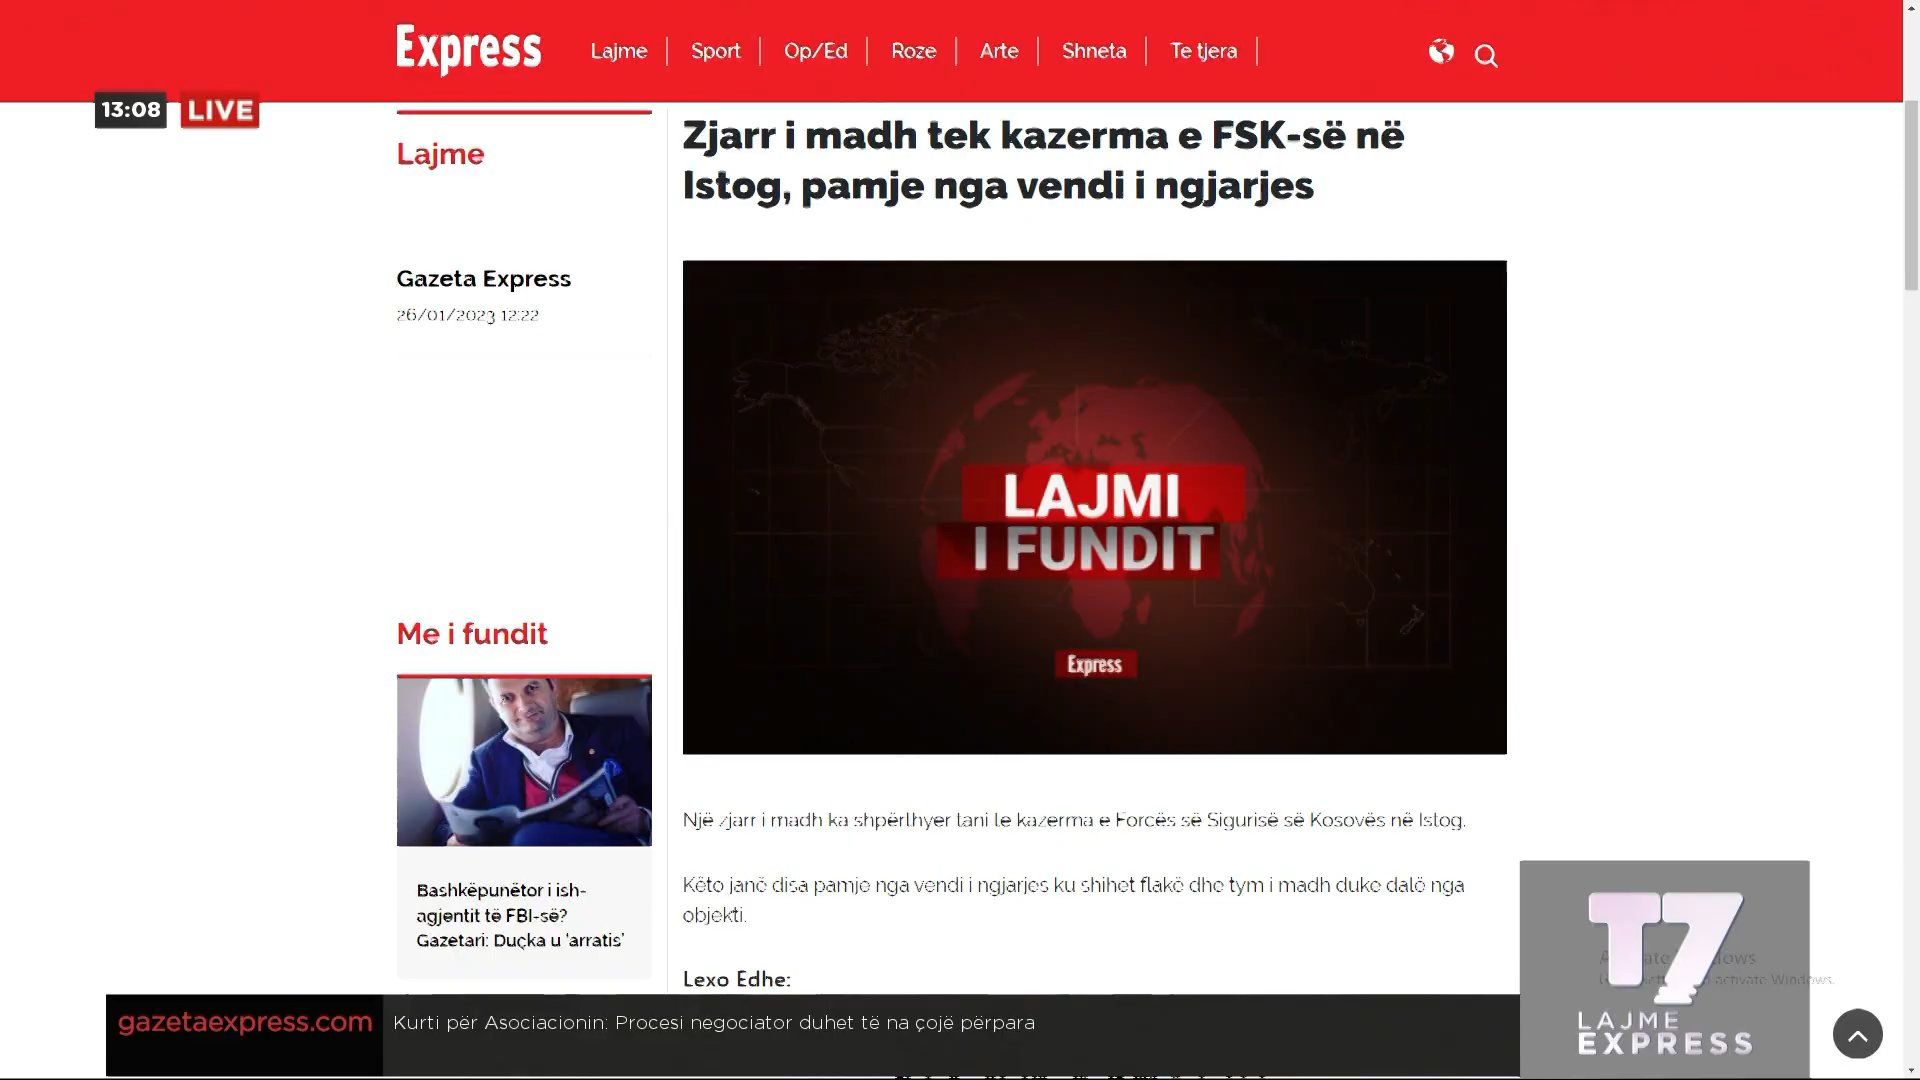 Express
Lajme
Sport
Op/Ed
Roze
Arte
Shneta
Te tjera
13:08
LIVE
Lajme
Zjarr i madh tek kazerma e FSK-së në
Istog, pamje nga vendi i ngjarjes
Gazeta Express
26/01/2023 12:22
LAJMI
I FUNDIT
Express
Me i fundit
Bashkëpunëtor i ish-
agjentit të FBI-së?
Gazetari: Duçka u 'arratis'
Një zjarr i madh ka shpërthyer tani te kazerma e Forcës së Sigurisë së Kosovës në Istog.
Këto janë disa pamje nga vendi i ngjarjes ku shihet flakë dhe tym i madh duke dalë nga
objekti.
Lexo Edhe:
gazetaexpress.com
Kurti për Asociacionin: Procesi negociator duhet të na çojë përpara
T7
LAJME
EXPRESS
activate Windows.